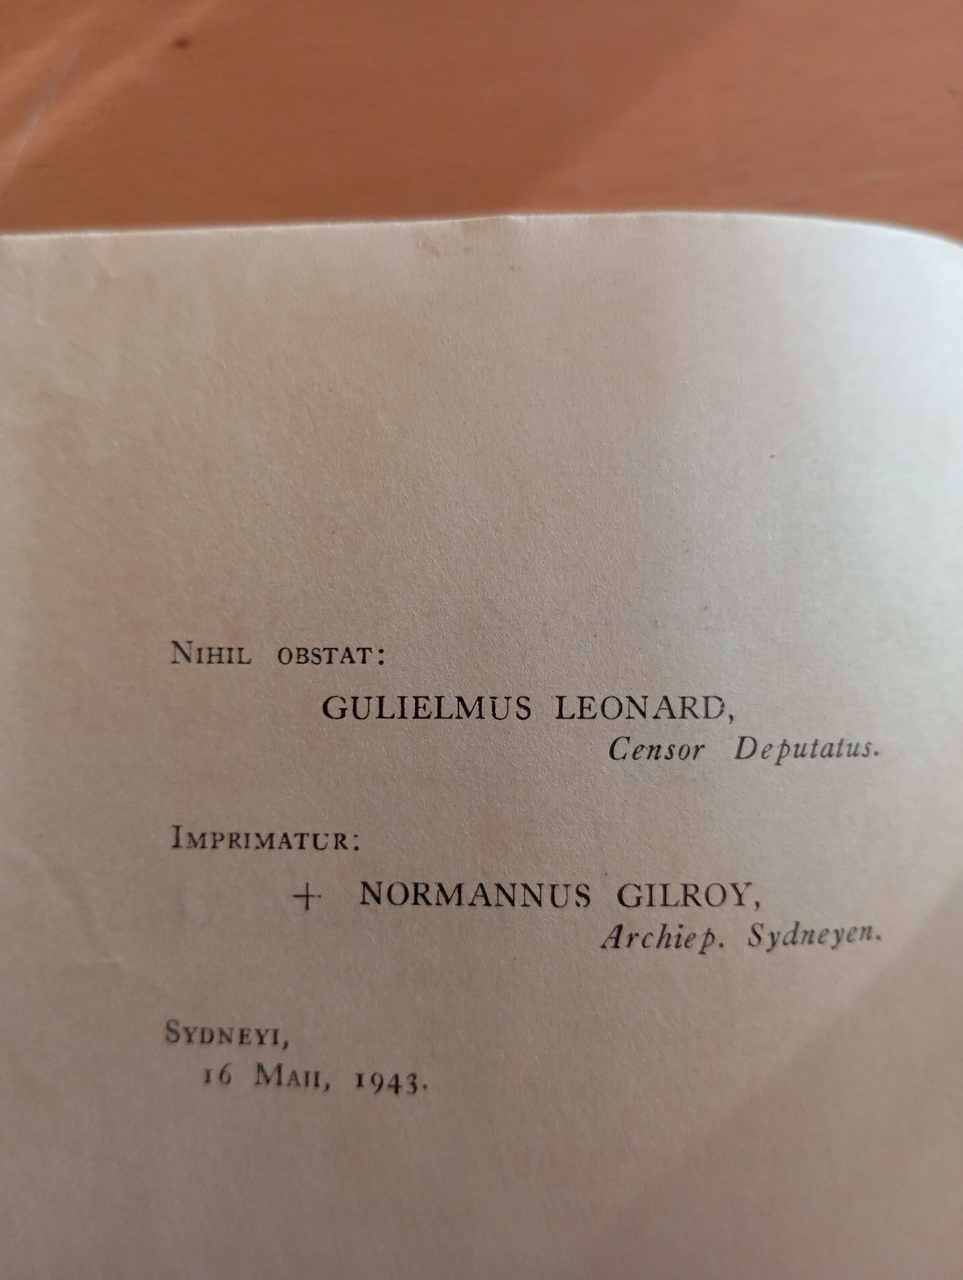 Nihil obstat:
GULIELMUS LEONARD,
Censor Deputatus.
Imprimatur:
+ NORMANNUS GILROY,
Archiep. Sydneyen.
Sydneyi,
16 Maii, 1943.